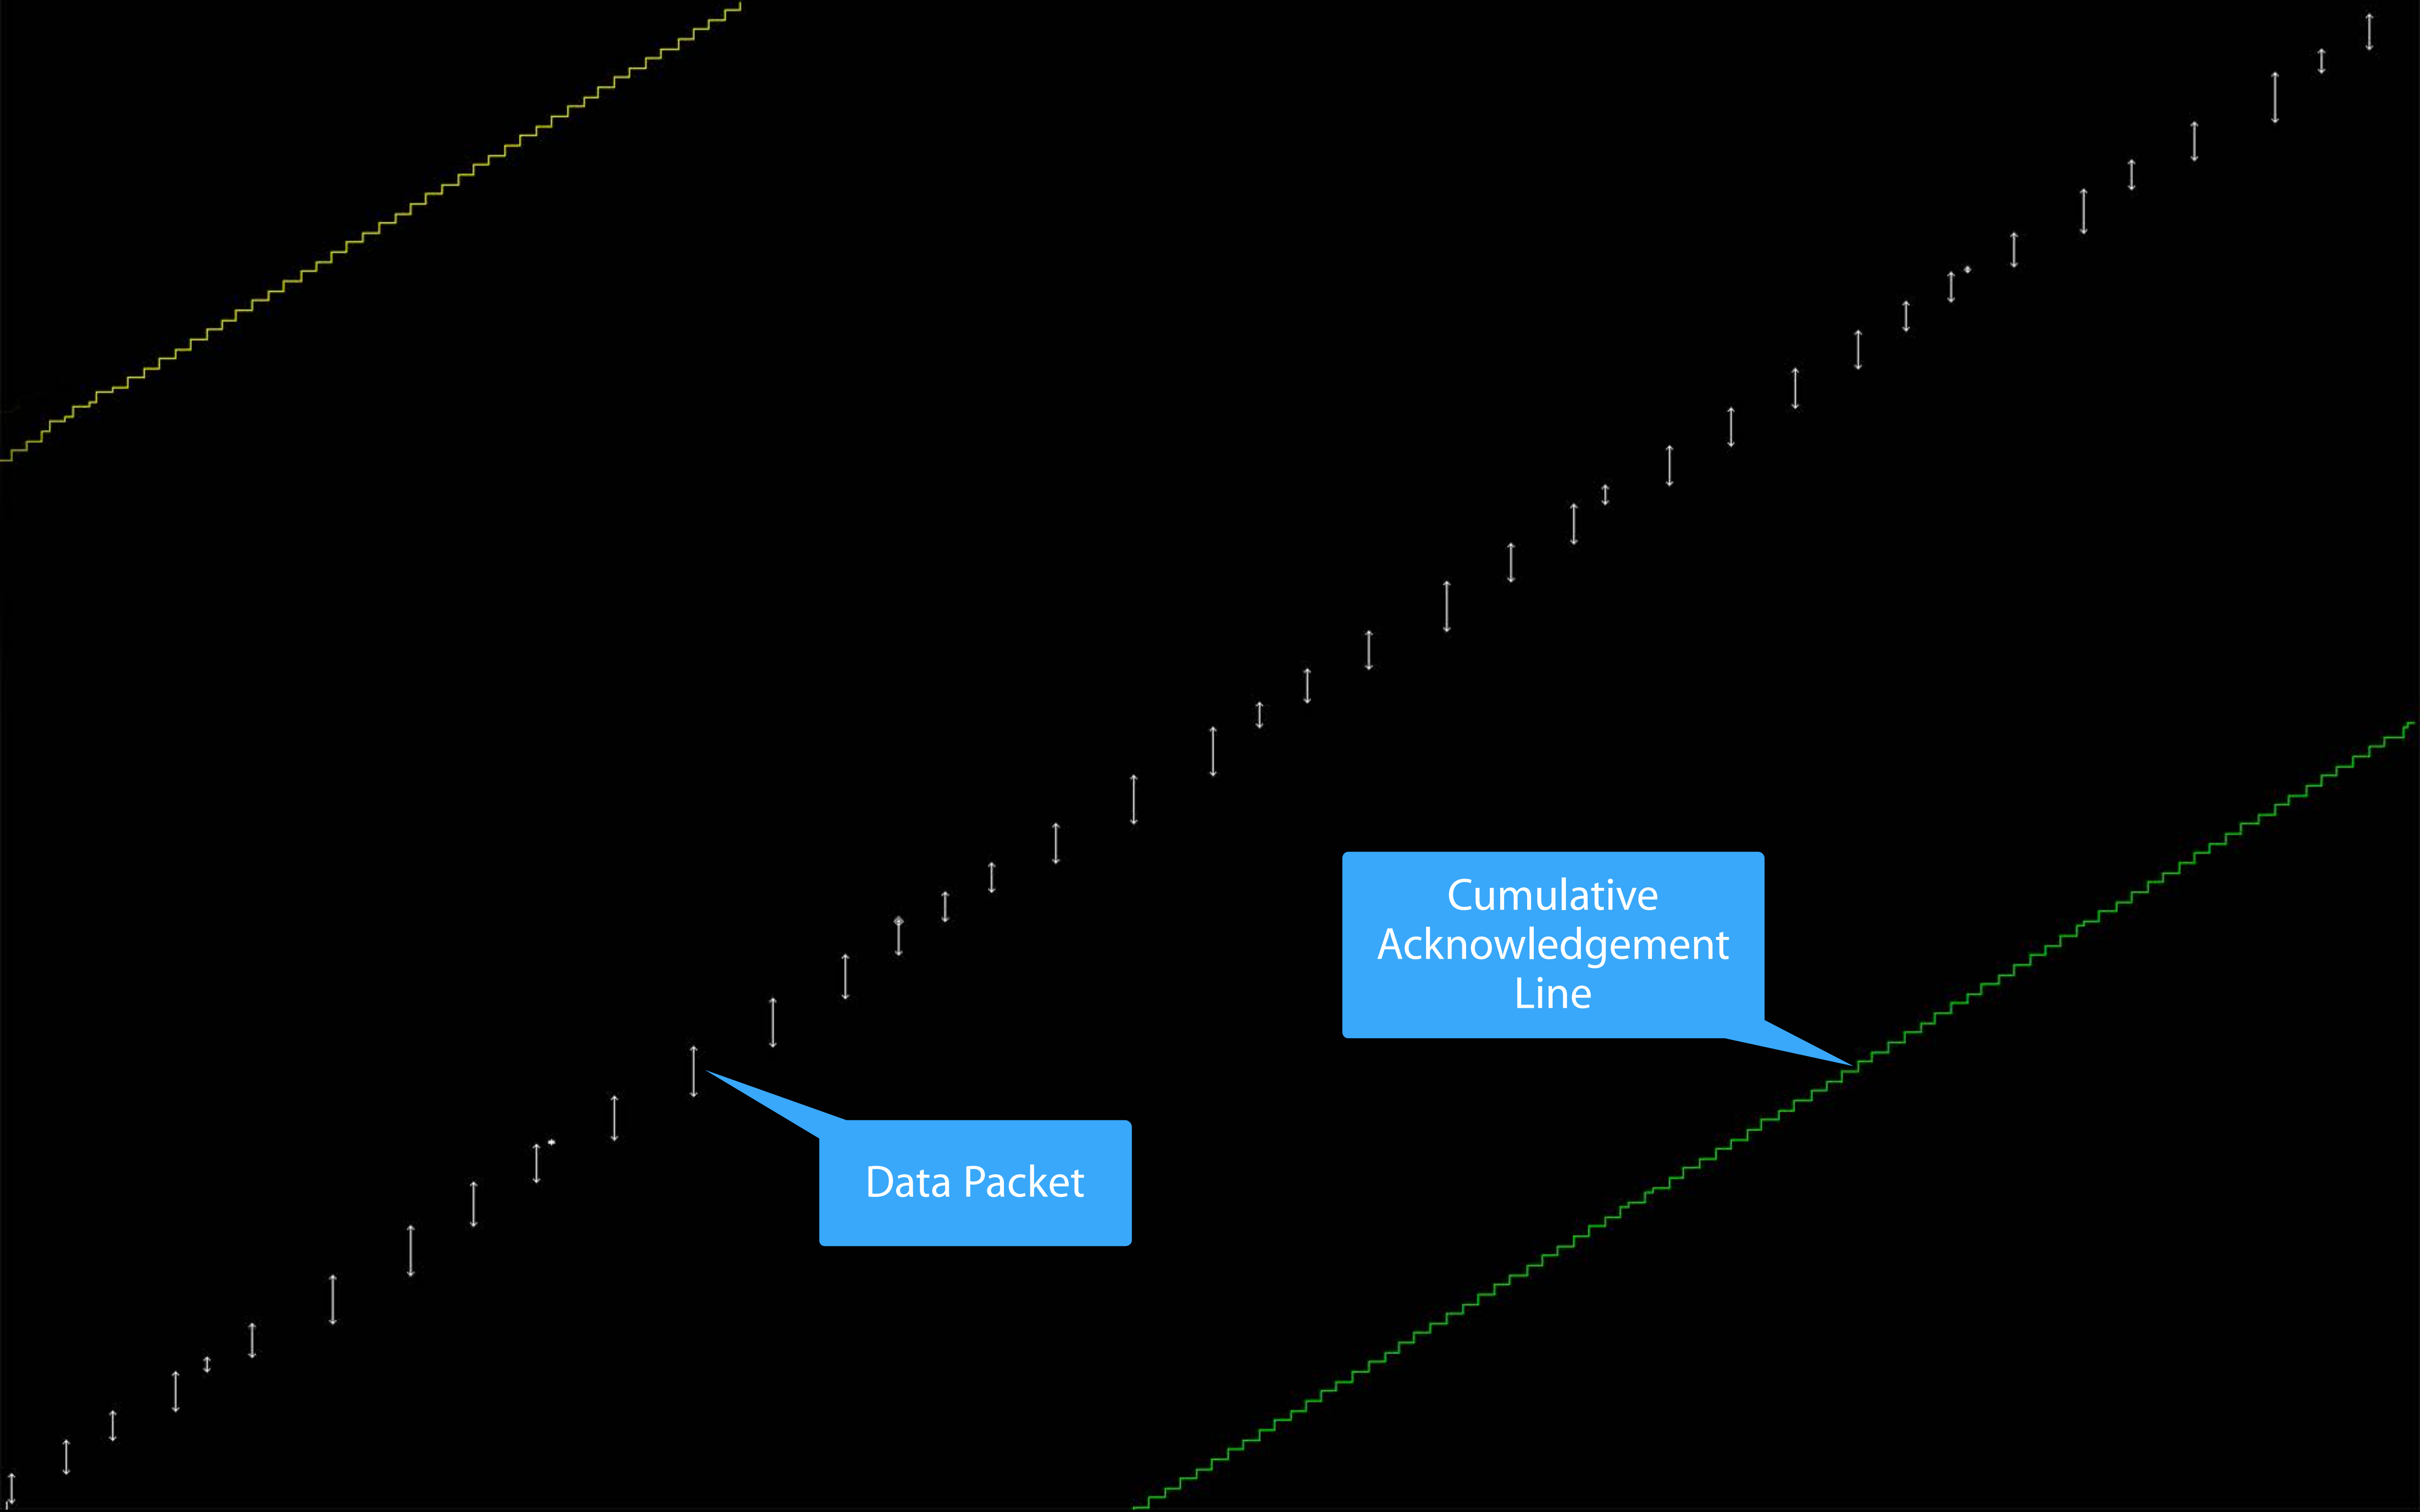 Cumulative
Acknowledgement
Line
Data Packet